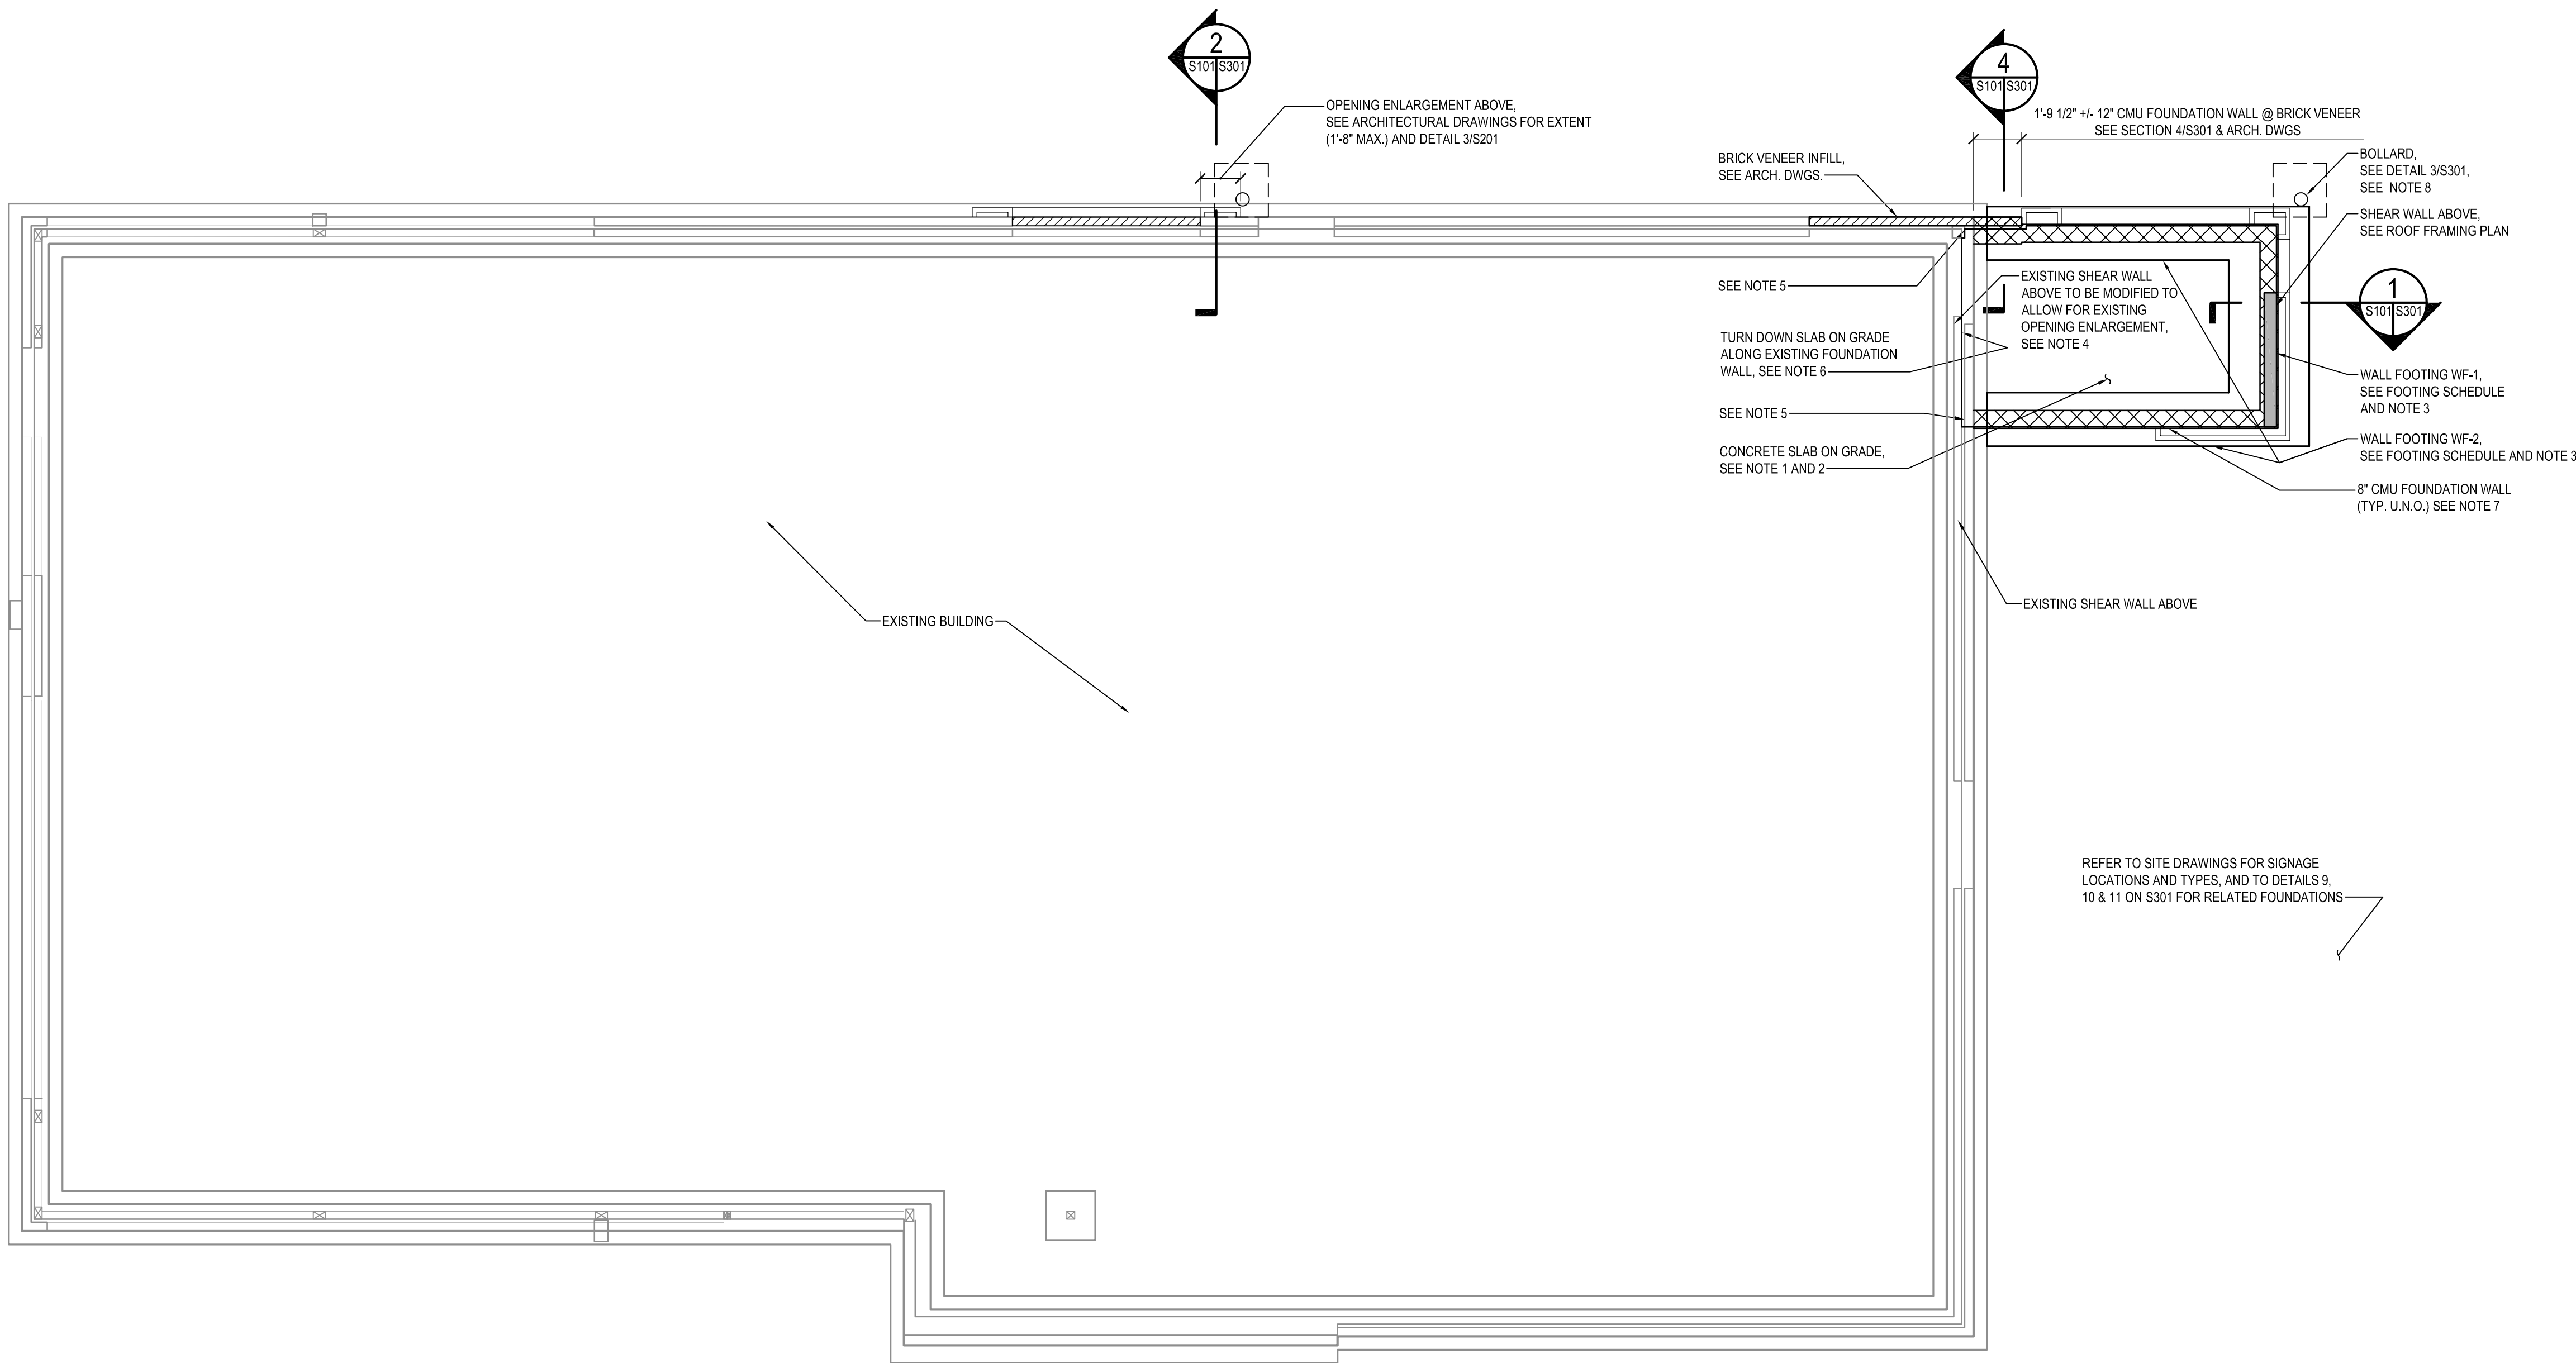 2
S101 S301
4
S101 S301
OPENING ENLARGEMENT ABOVE,
SEE ARCHITECTURAL DRAWINGS FOR EXTENT
(1'-8" MAX.) AND DETAIL 3/S201
1'-9 1/2" +/- 12" CMU FOUNDATION WALL @ BRICK VENEER
SEE SECTION 4/S301 & ARCH. DWGS
BRICK VENEER INFILL,
SEE ARCH. DWGS.
BOLLARD,
SEE DETAIL 3/S301,
SEE NOTE 8
SHEAR WALL ABOVE,
SEE ROOF FRAMING PLAN
SEE NOTE 5
EXISTING SHEAR WALL
ABOVE TO BE MODIFIED TO
ALLOW FOR EXISTING
OPENING ENLARGEMENT,
SEE NOTE 4
1
S101 S301
TURN DOWN SLAB ON GRADE
ALONG EXISTING FOUNDATION
WALL, SEE NOTE 6
WALL FOOTING WF-1,
SEE FOOTING SCHEDULE
AND NOTE 3
SEE NOTE 5
WALL FOOTING WF-2,
SEE FOOTING SCHEDULE AND NOTE 3
CONCRETE SLAB ON GRADE,
SEE NOTE 1 AND 2
8" CMU FOUNDATION WALL
(TYP. U.N.O.) SEE NOTE 7
EXISTING BUILDING
EXISTING SHEAR WALL ABOVE
REFER TO SITE DRAWINGS FOR SIGNAGE
LOCATIONS AND TYPES, AND TO DETAILS 9,
10 & 11 ON S301 FOR RELATED FOUNDATIONS